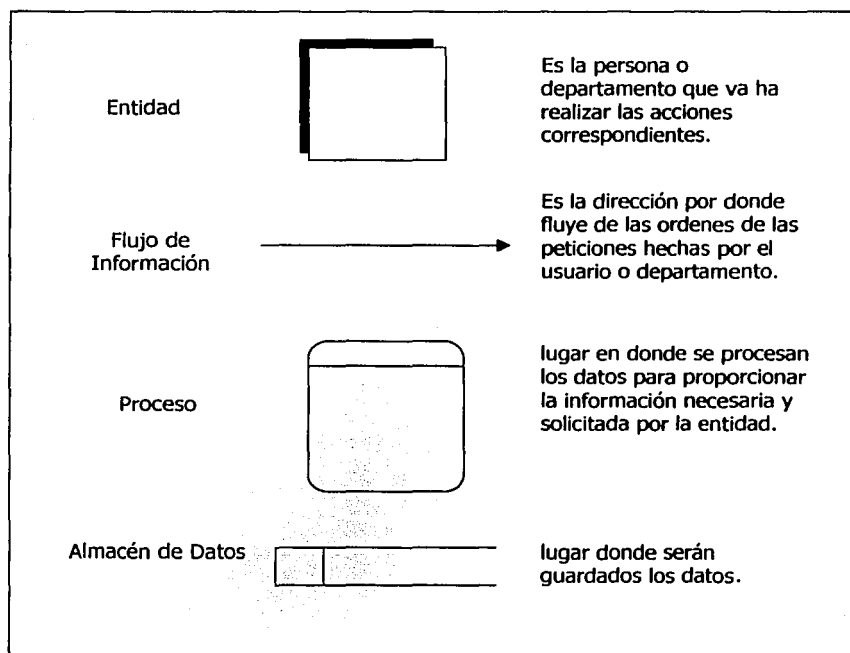 Entidad
Es la persona o
departamento que va ha
realizar las acciones
correspondientes.
Flujo de
Información
Es la dirección por donde
fluye de las ordenes de las
peticiones hechas por el
usuario o departamento.
Proceso
lugar en donde se procesan
los datos para proporcionar
la información necesaria y
solicitada por la entidad.
Almacén de Datos
lugar donde serán
guardados los datos.